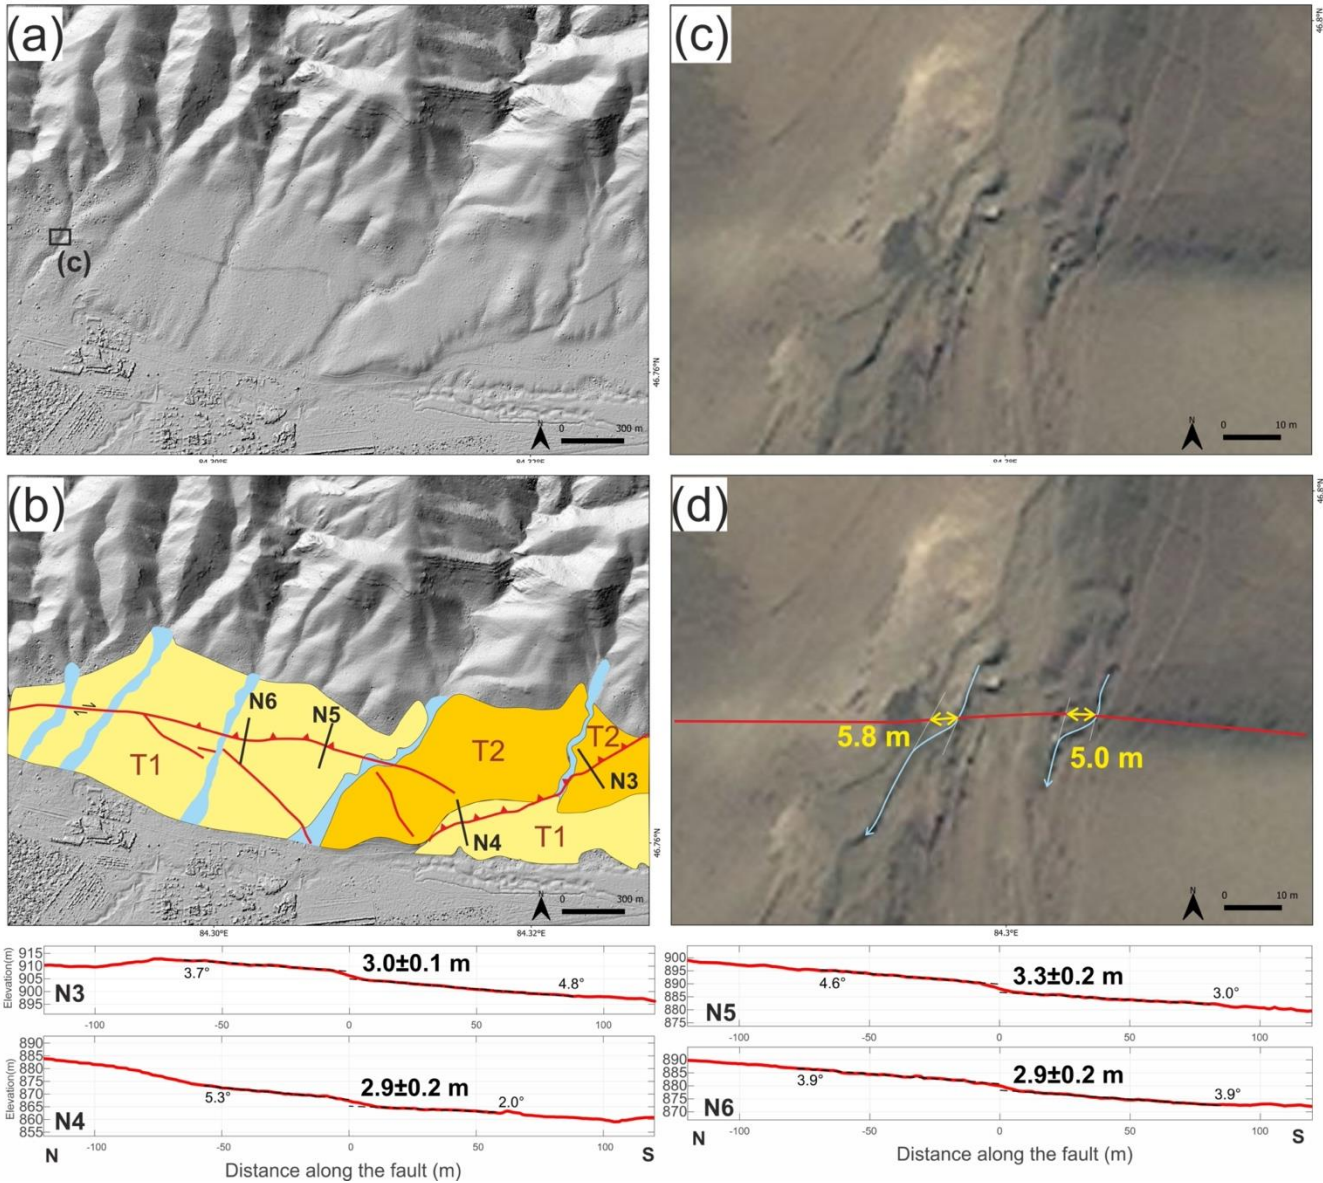 (a)
(c)
N
0 300 m
46.76°N
84.30°E 84.32°E
(c)
46.8°N
N
0 10 m
84.3°E
(b)
N6
N5
T1
T2
T2
N3
N4
T1
N
0 300 m
46.76°N
84.30°E 84.32°E
(d)
46.8°N
5.8 m
5.0 m
N
0 10 m
84.3°E
Elevation(m)
915
910
905
900
895
3.7°
3.0±0.1 m
4.8°
N3
-100 -50 0 50 100
Elevation(m)
890
885
880
875
870
865
860
855
5.3°
2.9±0.2 m
2.0°
N4
-100 -50 0 50 100
N S
Distance along the fault (m)
900
895
890
885
880
875
4.6°
3.3±0.2 m
3.0°
N5
-100 -50 0 50 100
890
885
880
875
870
3.9°
2.9±0.2 m
3.9°
N6
-100 -50 0 50 100
N S
Distance along the fault (m)